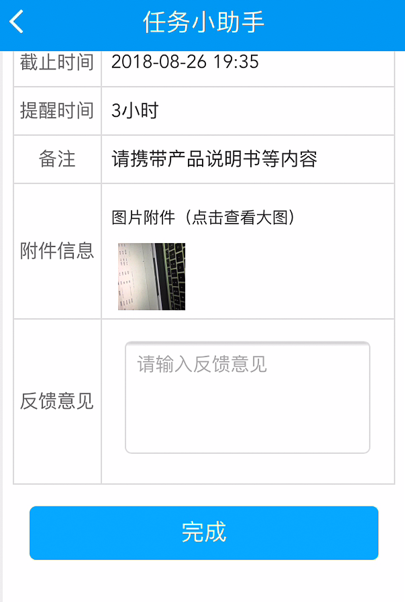 任务小助手
截止时间 2018-08-26 19:35
提醒时间 3小时
备注 请携带产品说明书等内容
图片附件（点击查看大图）
附件信息
请输入反馈意见
反馈意见
完成